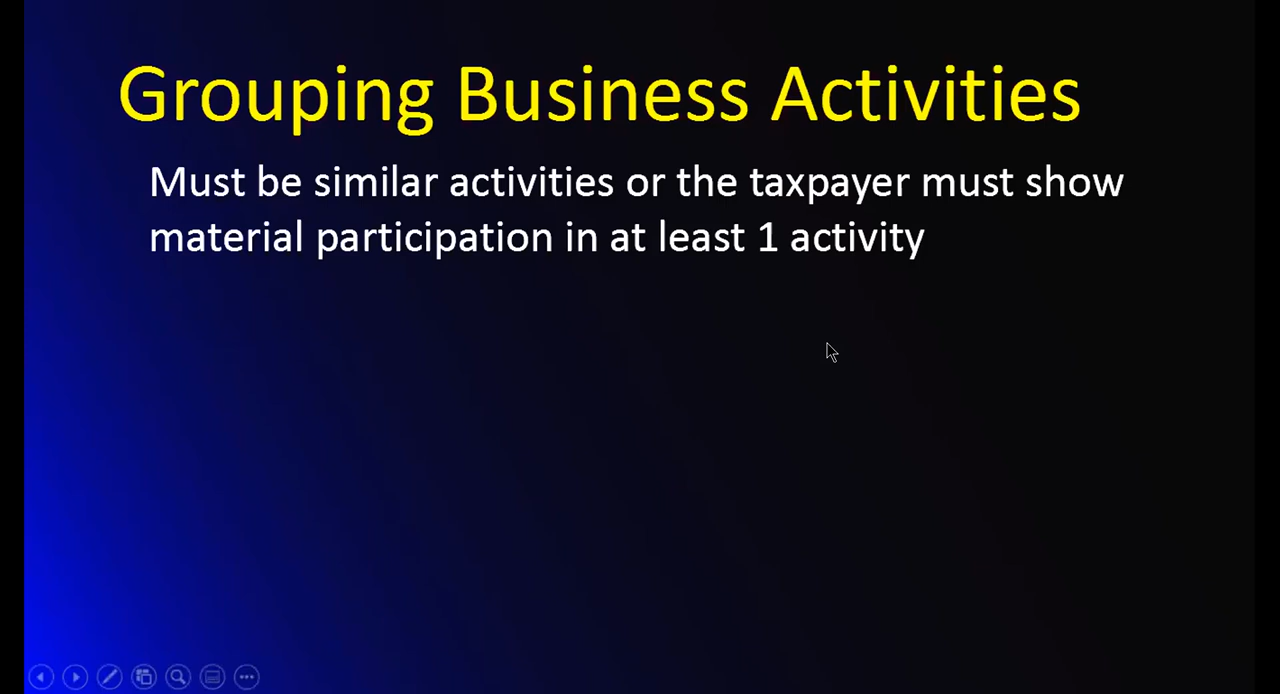 Grouping Business Activities
Must be similar activities or the taxpayer must show
material participation in at least 1 activity